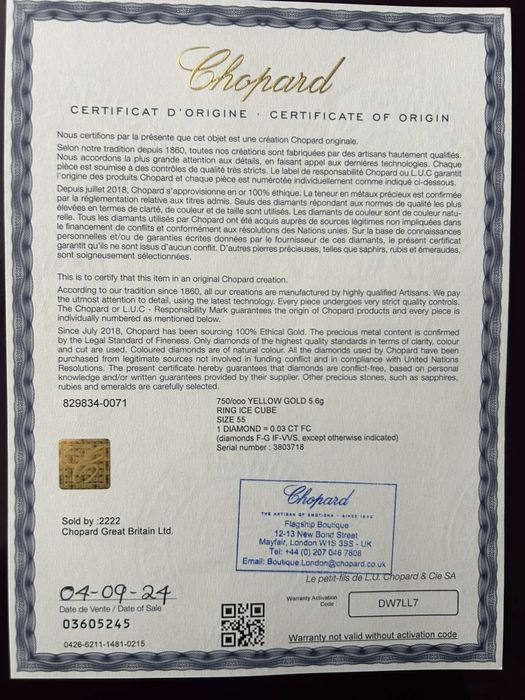 Chopard
CERTIFICAT D'ORIGINE · CERTIFICATE OF ORIGIN
Nous certifions par la présente que cet objet est une création Chopard originale.
Selon notre tradition depuis 1860, toutes nos créations sont fabriquées par des artisans hautement qualifiés.
Nous accordons la plus grande attention aux détails, en faisant appel aux dernières technologies. Chaque
pièce est soumise à des contrôles de qualité très stricts. Le label de responsabilité Chopard ou L.U.C garantit
l'origine des produits Chopard et chaque pièce est numérotée individuellement comme indiqué ci-dessous.
Depuis juillet 2018, Chopard s'approvisionne en or 100% éthique. La teneur en métaux précieux est confirmée
par la réglementation relative aux titres admis. Seuls des diamants répondant aux normes de qualité les plus
élevées en termes de clarté, de couleur et de taille sont utilisés. Les diamants de couleur sont de couleur natu-
relle. Tous les diamants utilisés par Chopard ont été acquis auprès de sources légitimes non impliquées dans
le financement de conflits et conformément aux résolutions des Nations unies. Sur la base de connaissances
personnelles et/ou de garanties écrites données par le fournisseur de ces diamants, le présent certificat
garantit qu'ils ne sont issus d'aucun conflit. D'autres pierres précieuses, telles que saphirs, rubis et émeraudes,
sont soigneusement sélectionnées.
This is to certify that this item in an original Chopard creation.
According to our tradition since 1860, all our creations are manufactured by highly qualified Artisans. We pay
the utmost attention to detail, using the latest technology. Every piece undergoes very strict quality controls.
The Chopard or L.U.C - Responsibility Mark guarantees the origin of Chopard products and every piece is
individually numbered as mentioned below.
Since July 2018, Chopard has been sourcing 100% Ethical Gold. The precious metal content is confirmed
by the Legal Standard of Fineness. Only diamonds of the highest quality standards in terms of clarity, colour
and cut are used. Coloured diamonds are of natural colour. All the diamonds used by Chopard have been
purchased from legitimate sources not involved in funding conflict and in compliance with United Nations
Resolutions. The present certificate hereby guarantees that diamonds are conflict-free, based on personal
knowledge and/or written guarantees provided by their supplier. Other precious stones, such as sapphires,
rubies and emeralds are carefully selected.
829834-0071
750/ooo YELLOW GOLD 5.6g
RING ICE CUBE
SIZE 55
1 DIAMOND = 0.03 CT FC
(diamonds F-G IF-VVS, except otherwise indicated)
Serial number : 3803718
Sold by :2222
Chopard Great Britain Ltd.
Chopard
THE ARTISAN OF EMOTIONS - SINCE 1860
Flagship Boutique
12-13 New Bond Street
Mayfair, London W1S 3SS - UK
Tel: +44 (0) 207 046 7808
Email: Boutique.London@chopard.co.uk
Le petit-fils de L.U. Chopard & Cie SA
04-09-24
Date de Vente / Date of Sale
03605245
0426-6211-1481-0215
Warranty Activation
Code :
DW7LL7
Warranty not valid without activation code